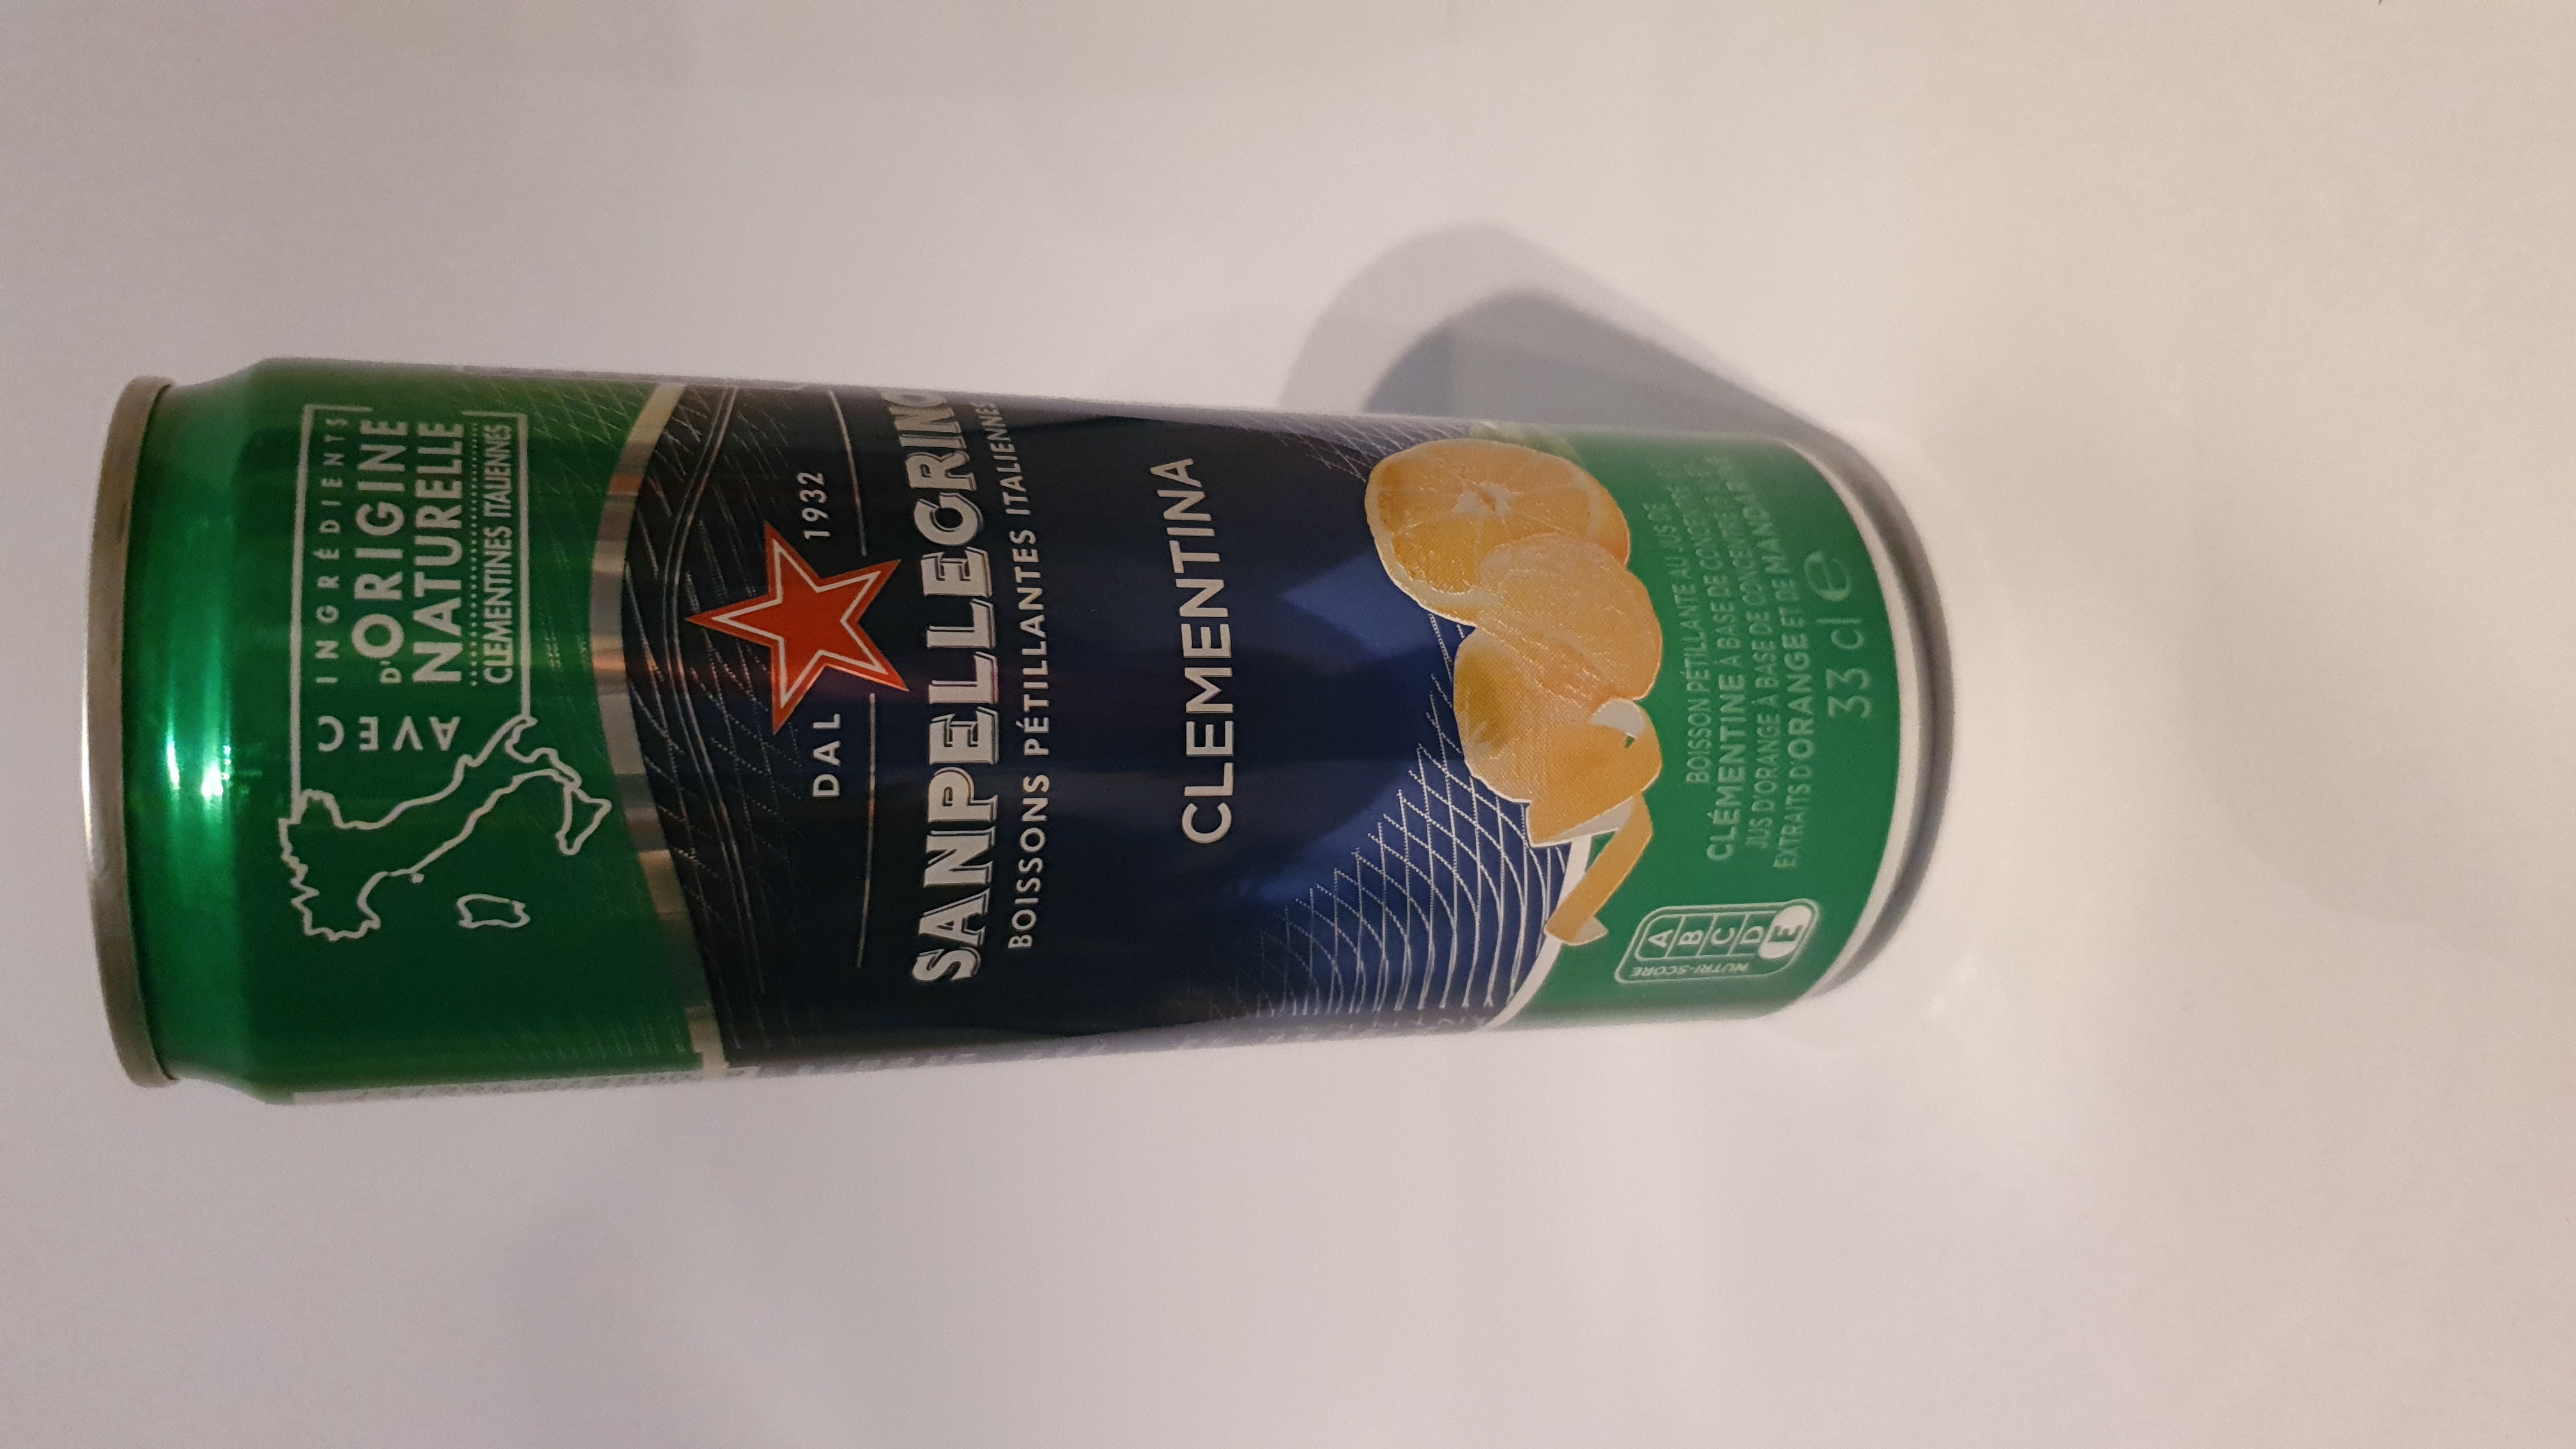 AVEC
INGRÉDIENTS
D'ORIGINE
NATURELLE
CLEMENTINES ITALIENNES
DAL 1932
SANPELLEGRINO
BOISSONS PÉTILLANTES ITALIENNES
CLEMENTINA
NUTRI-SCORE
A
B
C
D
E
BOISSON PÉTILLANTE AU JUS DE
CLÉMENTINE À BASE DE CONCENTRÉ
JUS D'ORANGE À BASE DE CONCENTRÉ
EXTRAITS D'ORANGE ET DE MANDARINE
33 cl e